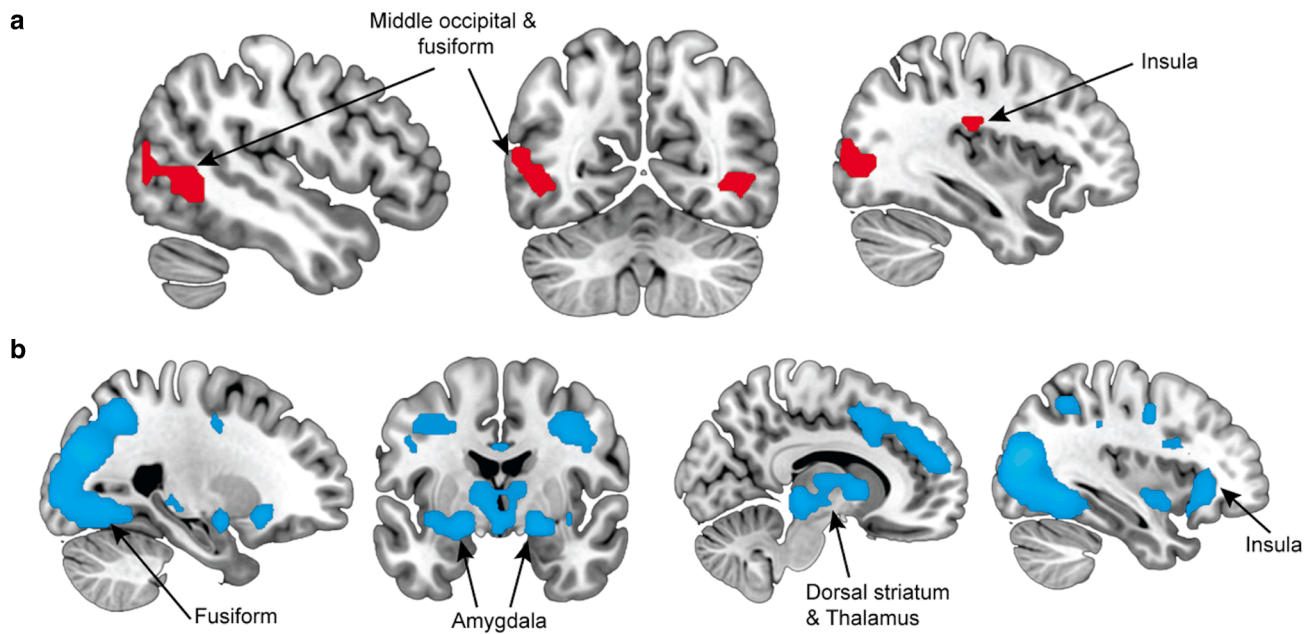 a
Middle occipital &
fusiform
Insula
b
Fusiform
Amygdala
Dorsal striatum
& Thalamus
Insula